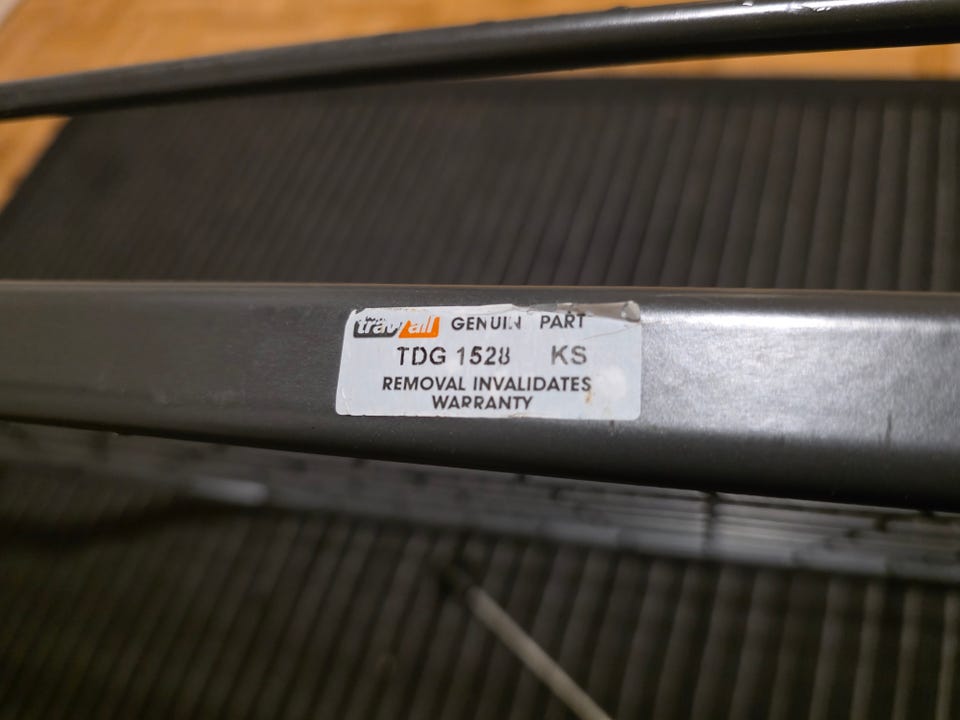 travall GENUIN PART
TDG 1528 KS
REMOVAL INVALIDATES
WARRANTY